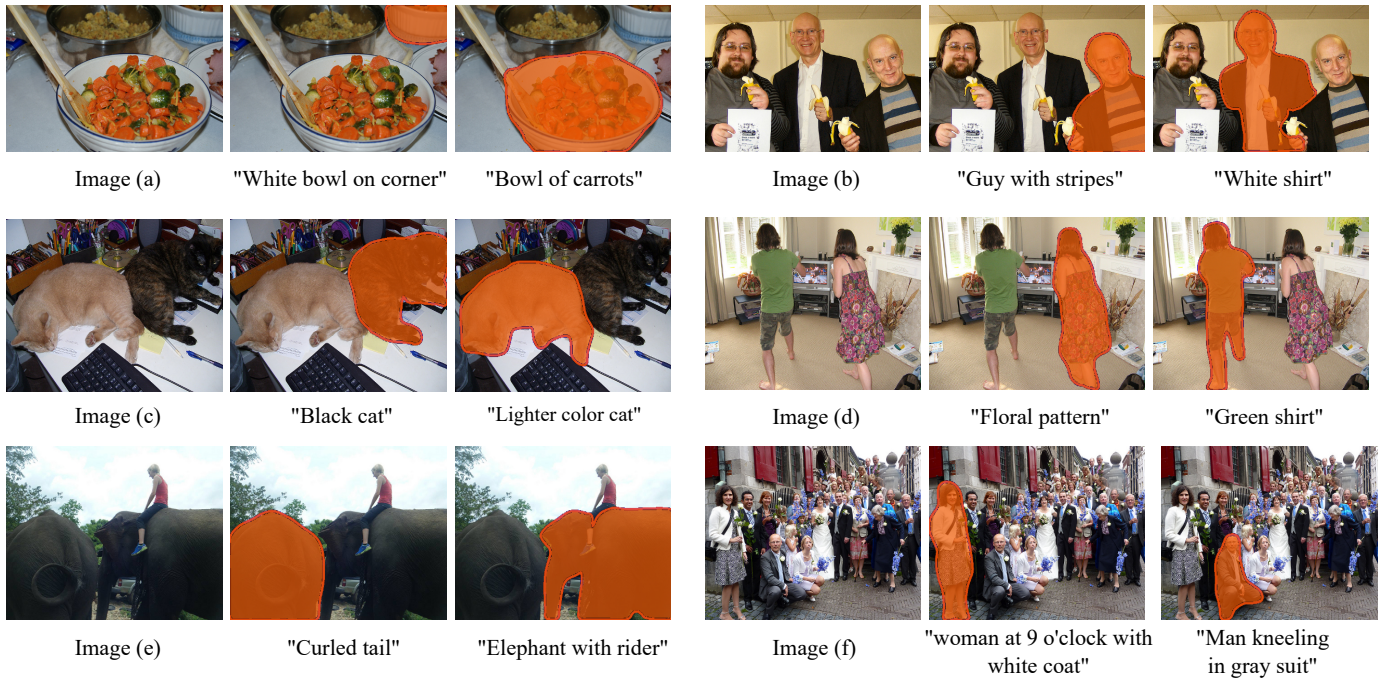 Image (a)
"White bowl on corner"
"Bowl of carrots"
Image (b)
"Guy with stripes"
"White shirt"
Image (c)
"Black cat"
"Lighter color cat"
Image (d)
"Floral pattern"
"Green shirt"
Image (e)
"Curled tail"
"Elephant with rider"
Image (f)
"woman at 9 o'clock with
white coat"
"Man kneeling
in gray suit"